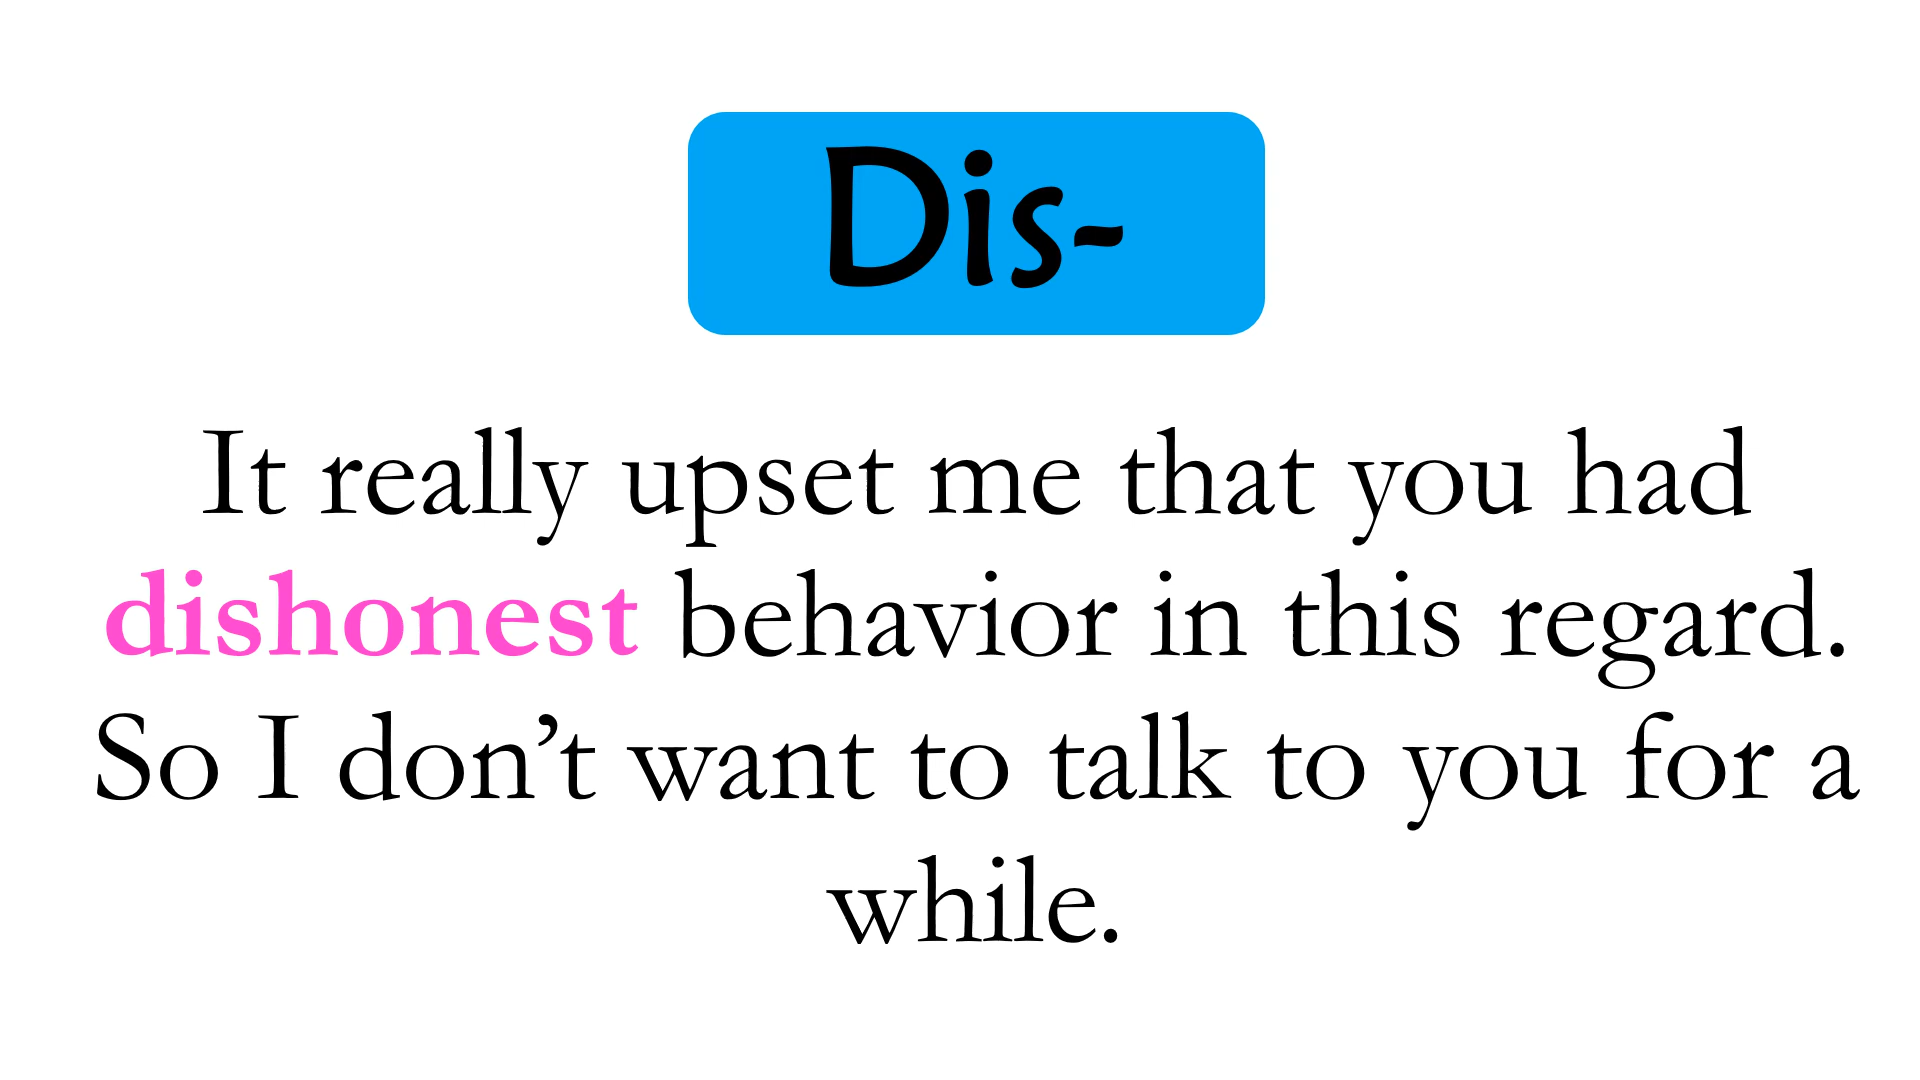 Dis-
It really upset me that you had
dishonest behavior in this regard.
So I don’t want to talk to you for a
while.